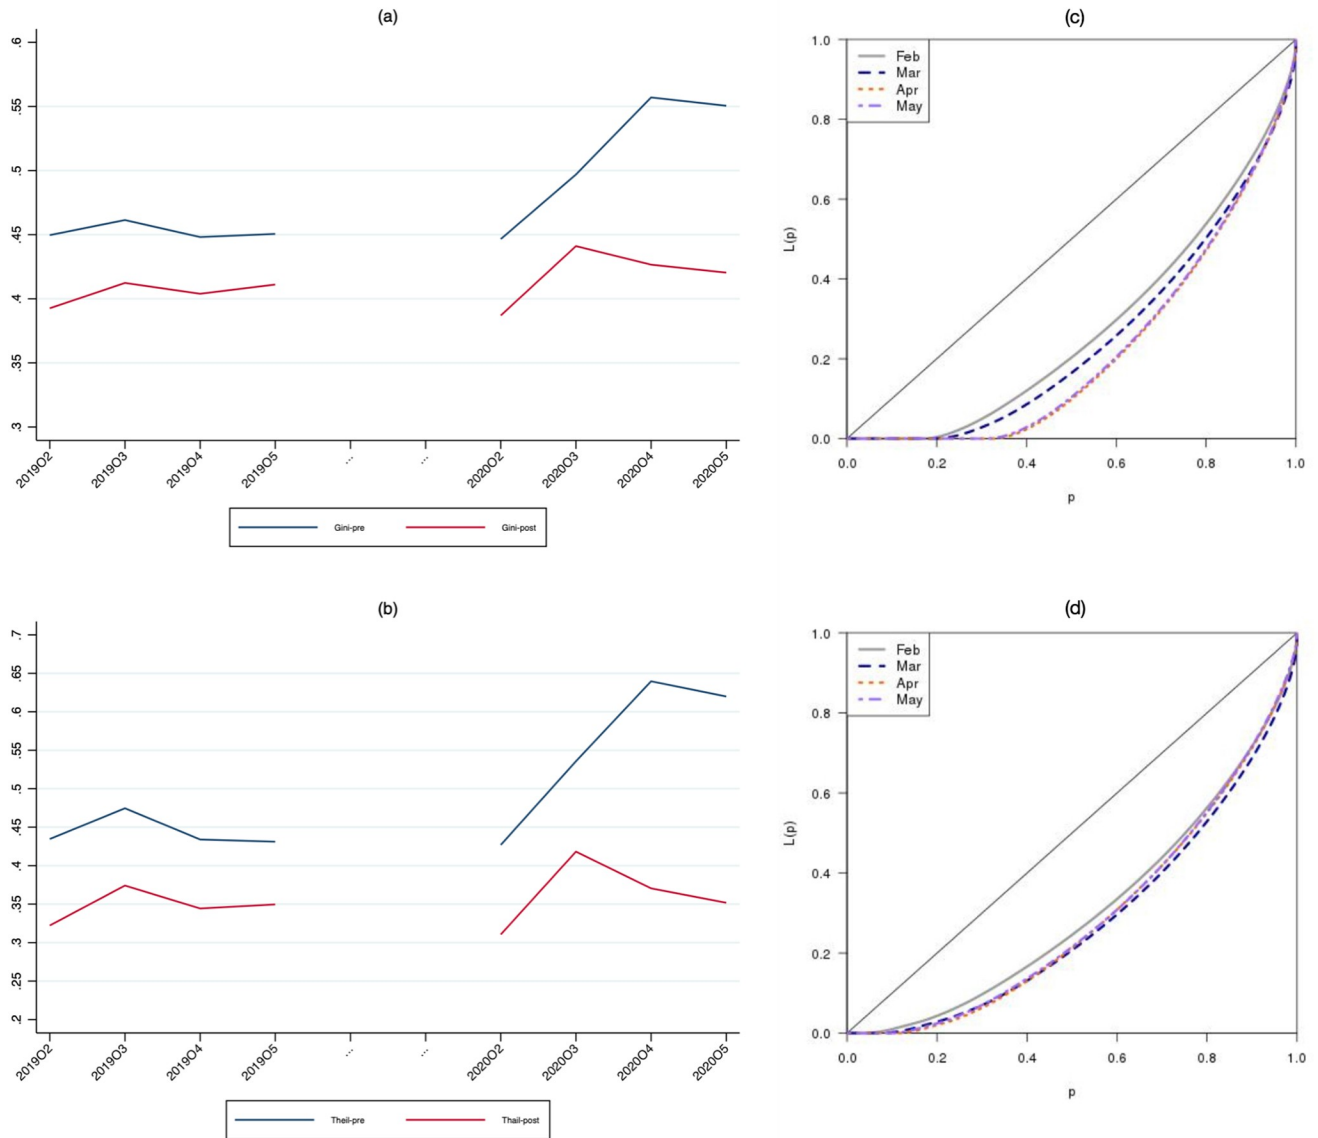 (a)
.6
.55
.5
.45
.4
.35
.3
2019O2
2019O3
2019O4
2019O5
...
...
2020O2
2020O3
2020O4
2020O5
Gini-pre Gini-post
(c)
Feb
Mar
Apr
May
1.0
0.8
0.6
0.4
0.2
0.0
L(p)
0.0 0.2 0.4 0.6 0.8 1.0
p
(b)
.7
.65
.6
.55
.5
.45
.4
.35
.3
.25
.2
2019O2
2019O3
2019O4
2019O5
...
...
2020O2
2020O3
2020O4
2020O5
Theil-pre Thail-post
(d)
Feb
Mar
Apr
May
1.0
0.8
0.6
0.4
0.2
0.0
L(p)
0.0 0.2 0.4 0.6 0.8 1.0
p